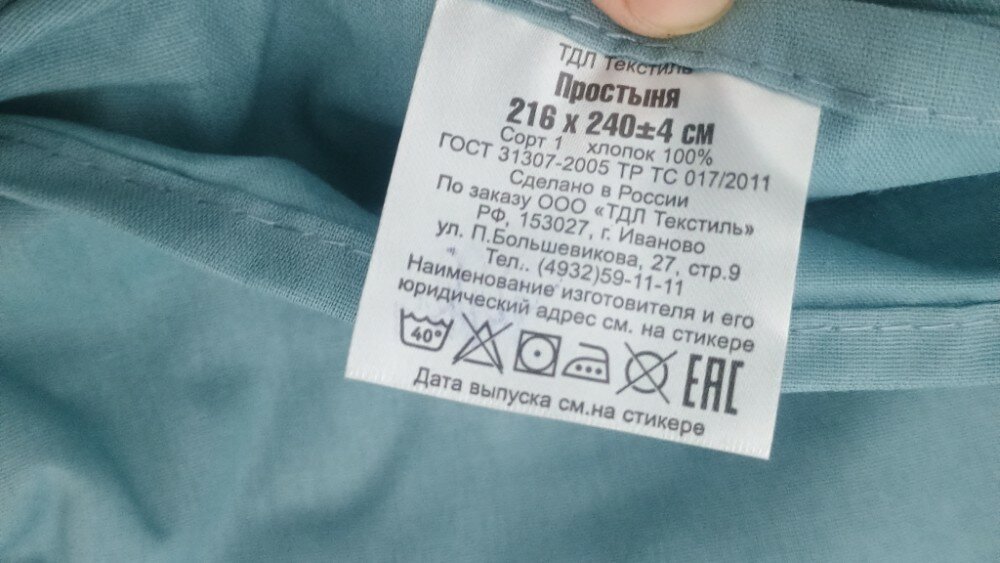 ТДЛ Текстиль
Простыня
216 х 240±4 см
Сорт 1 хлопок 100%
ГОСТ 31307-2005 ТР ТС 017/2011
Сделано в России
По заказу ООО «ТДЛ Текстиль»
РФ, 153027, г. Иваново
ул. П.Большевикова, 27, стр.9
Тел.. (4932)59-11-11
Наименование изготовителя и его
юридический адрес см. на стикере
40° EAC
Дата выпуска см.на стикере